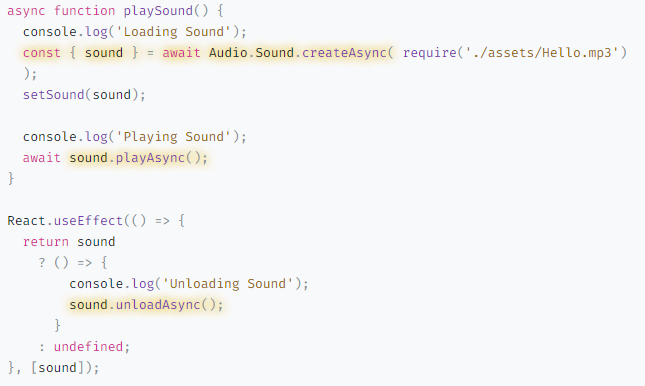 async function playSound() {
  console.log('Loading Sound');
  const { sound } = await Audio.Sound.createAsync( require('./assets/Hello.mp3')
  );
  setSound(sound);

  console.log('Playing Sound');
  await sound.playAsync();
}

React.useEffect(() => {
  return sound
    ? () => {
        console.log('Unloading Sound');
        sound.unloadAsync();
      }
    : undefined;
}, [sound]);